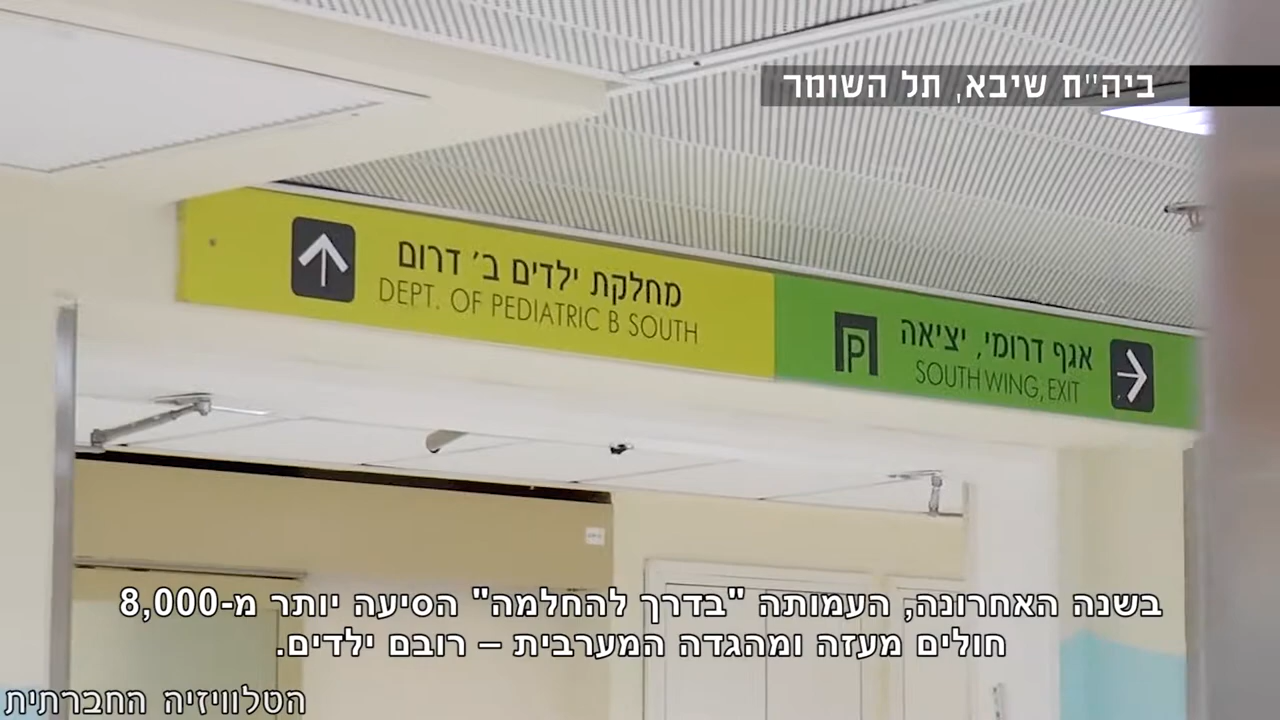 ביה"ח שיבא, תל השומר
מחלקת ילדים ב' דרום
DEPT. OF PEDIATRIC B SOUTH
אגף דרומי, יציאה
SOUTH WING, EXIT
P
בשנה האחרונה, העמותה "בדרך להחלמה" הסיעה יותר מ-8,000
חולים מעזה ומהגדה המערבית – רובם ילדים.
הטלוויזיה החברתית